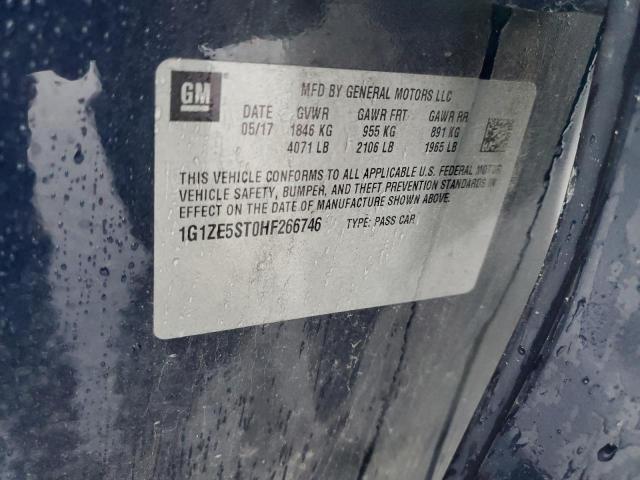 GM
MFD BY GENERAL MOTORS LLC
DATE GVWR GAWR FRT GAWR RR
05/17 1846 KG 955 KG 891 KG
4071 LB 2106 LB 1965 LB
THIS VEHICLE CONFORMS TO ALL APPLICABLE U.S. FEDERAL MOTOR
VEHICLE SAFETY, BUMPER, AND THEFT PREVENTION STANDARDS IN
EFFECT ON THE DATE OF MANUFACTURE SHOWN ABOVE.
1G1ZE5ST0HF266746 TYPE: PASS CAR